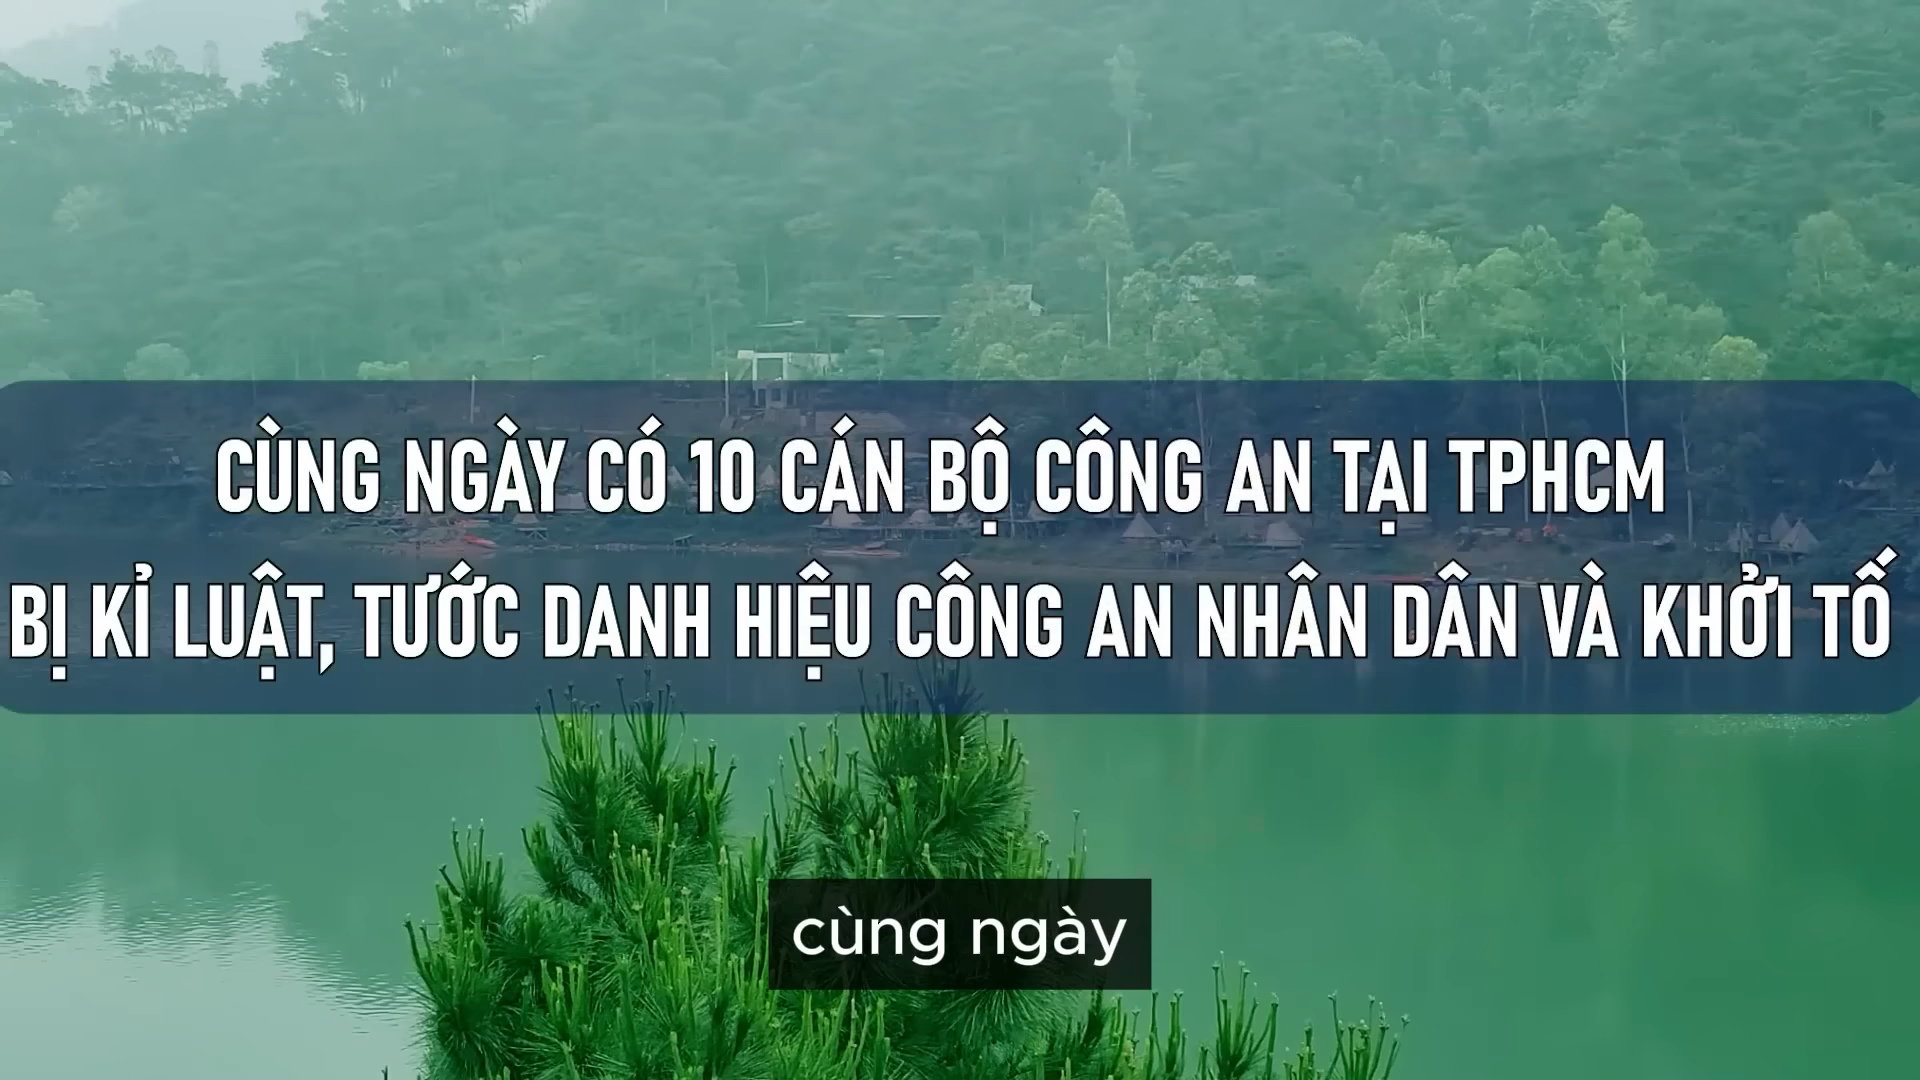 CÙNG NGÀY CÓ 10 CÁN BỘ CÔNG AN TẠI TPHCM
BỊ KỈ LUẬT, TƯỚC DANH HIỆU CÔNG AN NHÂN DÂN VÀ KHỞI TỐ
cùng ngày